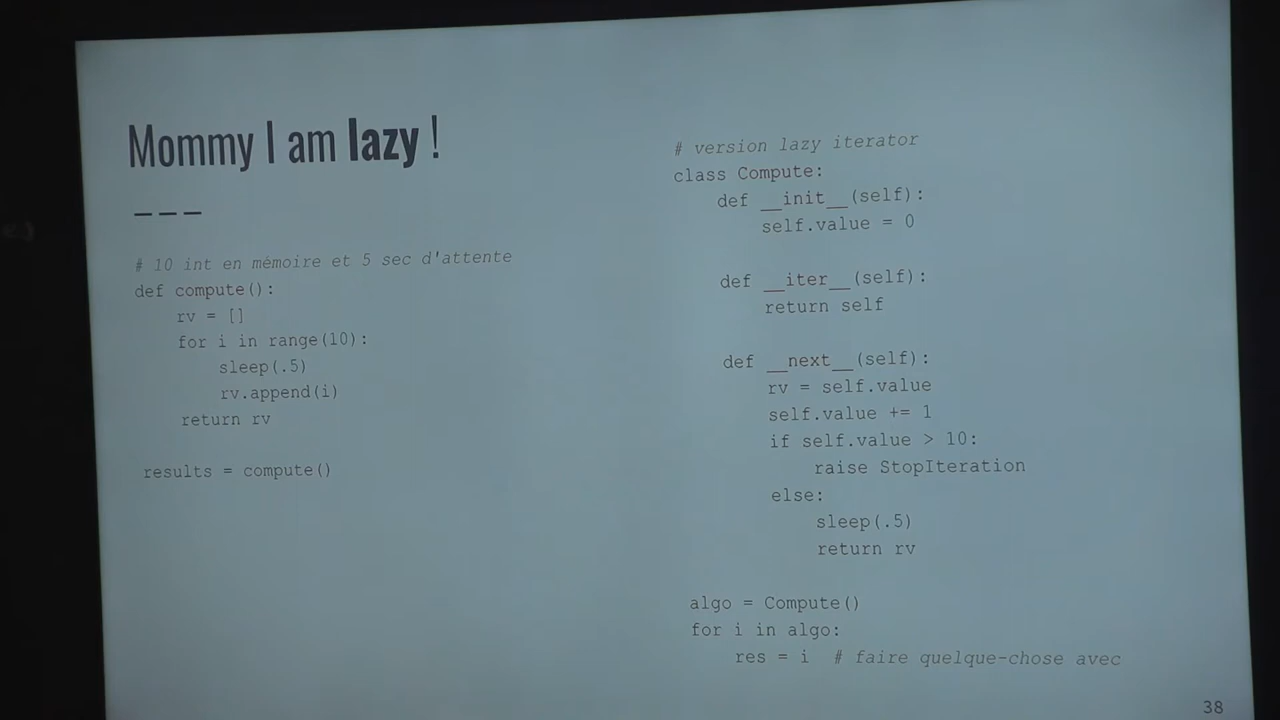 Mommy I am lazy !
---
# 10 int en mémoire et 5 sec d'attente
def compute():
    rv = []
    for i in range(10):
        sleep(.5)
        rv.append(i)
    return rv

results = compute()

# version lazy iterator
class Compute:
    def __init__(self):
        self.value = 0

    def __iter__(self):
        return self

    def __next__(self):
        rv = self.value
        self.value += 1
        if self.value > 10:
            raise StopIteration
        else:
            sleep(.5)
            return rv

algo = Compute()
for i in algo:
    res = i  # faire quelque-chose avec
38